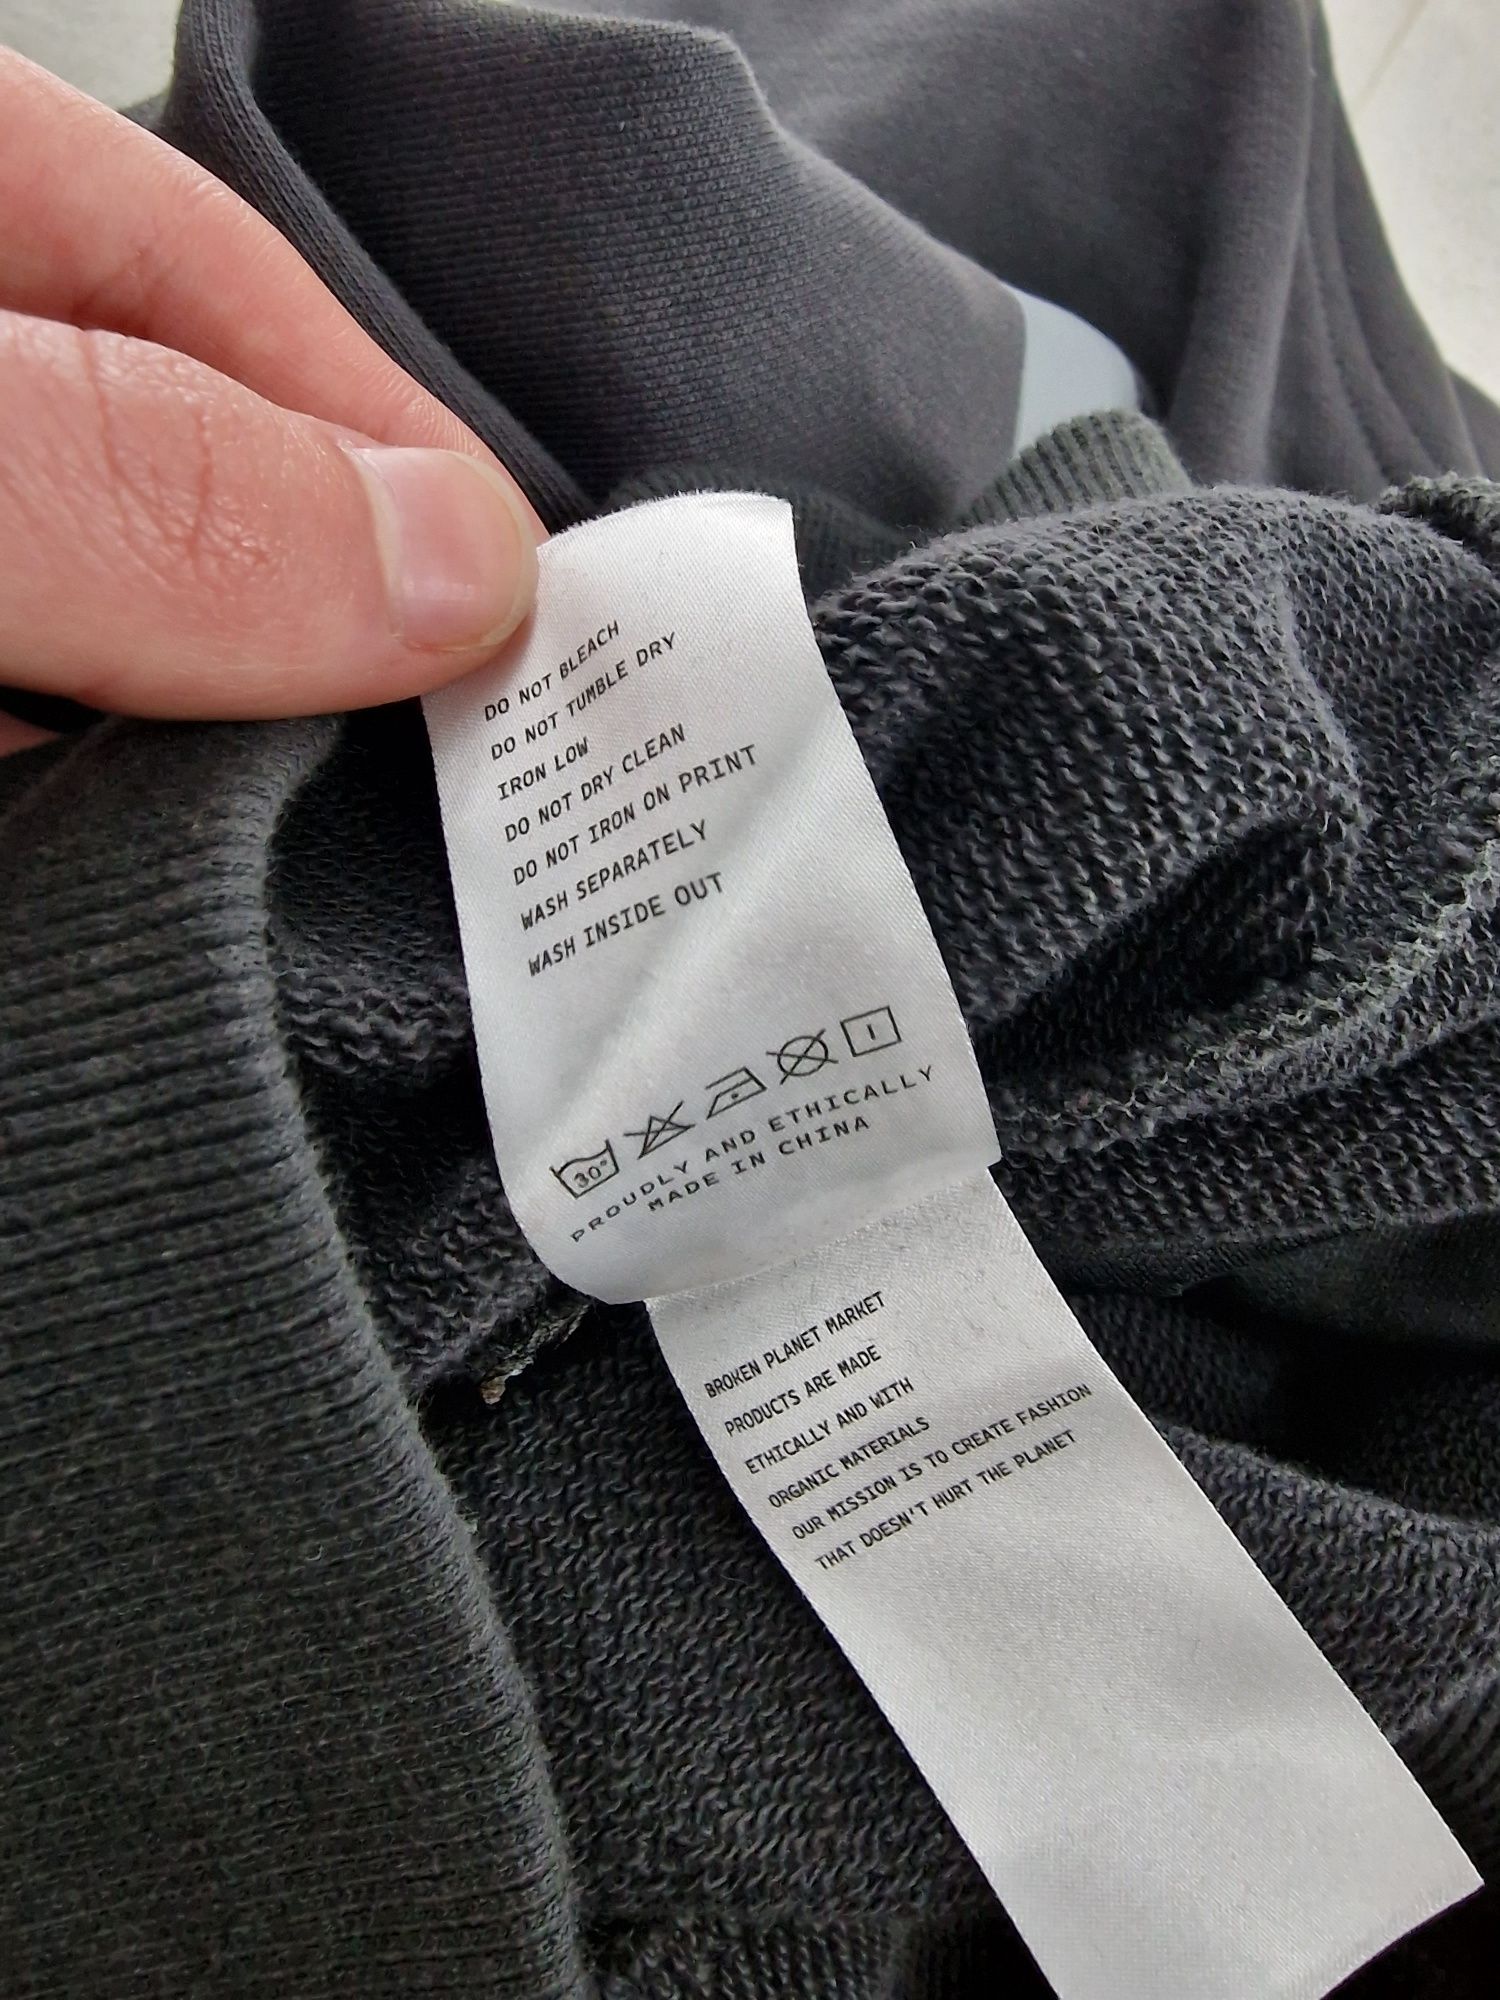 DO NOT BLEACH
DO NOT TUMBLE DRY
IRON LOW
DO NOT DRY CLEAN
DO NOT IRON ON PRINT
WASH SEPARATELY
WASH INSIDE OUT
30°
PROUDLY AND ETHICALLY
MADE IN CHINA
BROKEN PLANET MARKET
PRODUCTS ARE MADE
ETHICALLY AND WITH
ORGANIC MATERIALS
OUR MISSION IS TO CREATE FASHION
THAT DOESN'T HURT THE PLANET